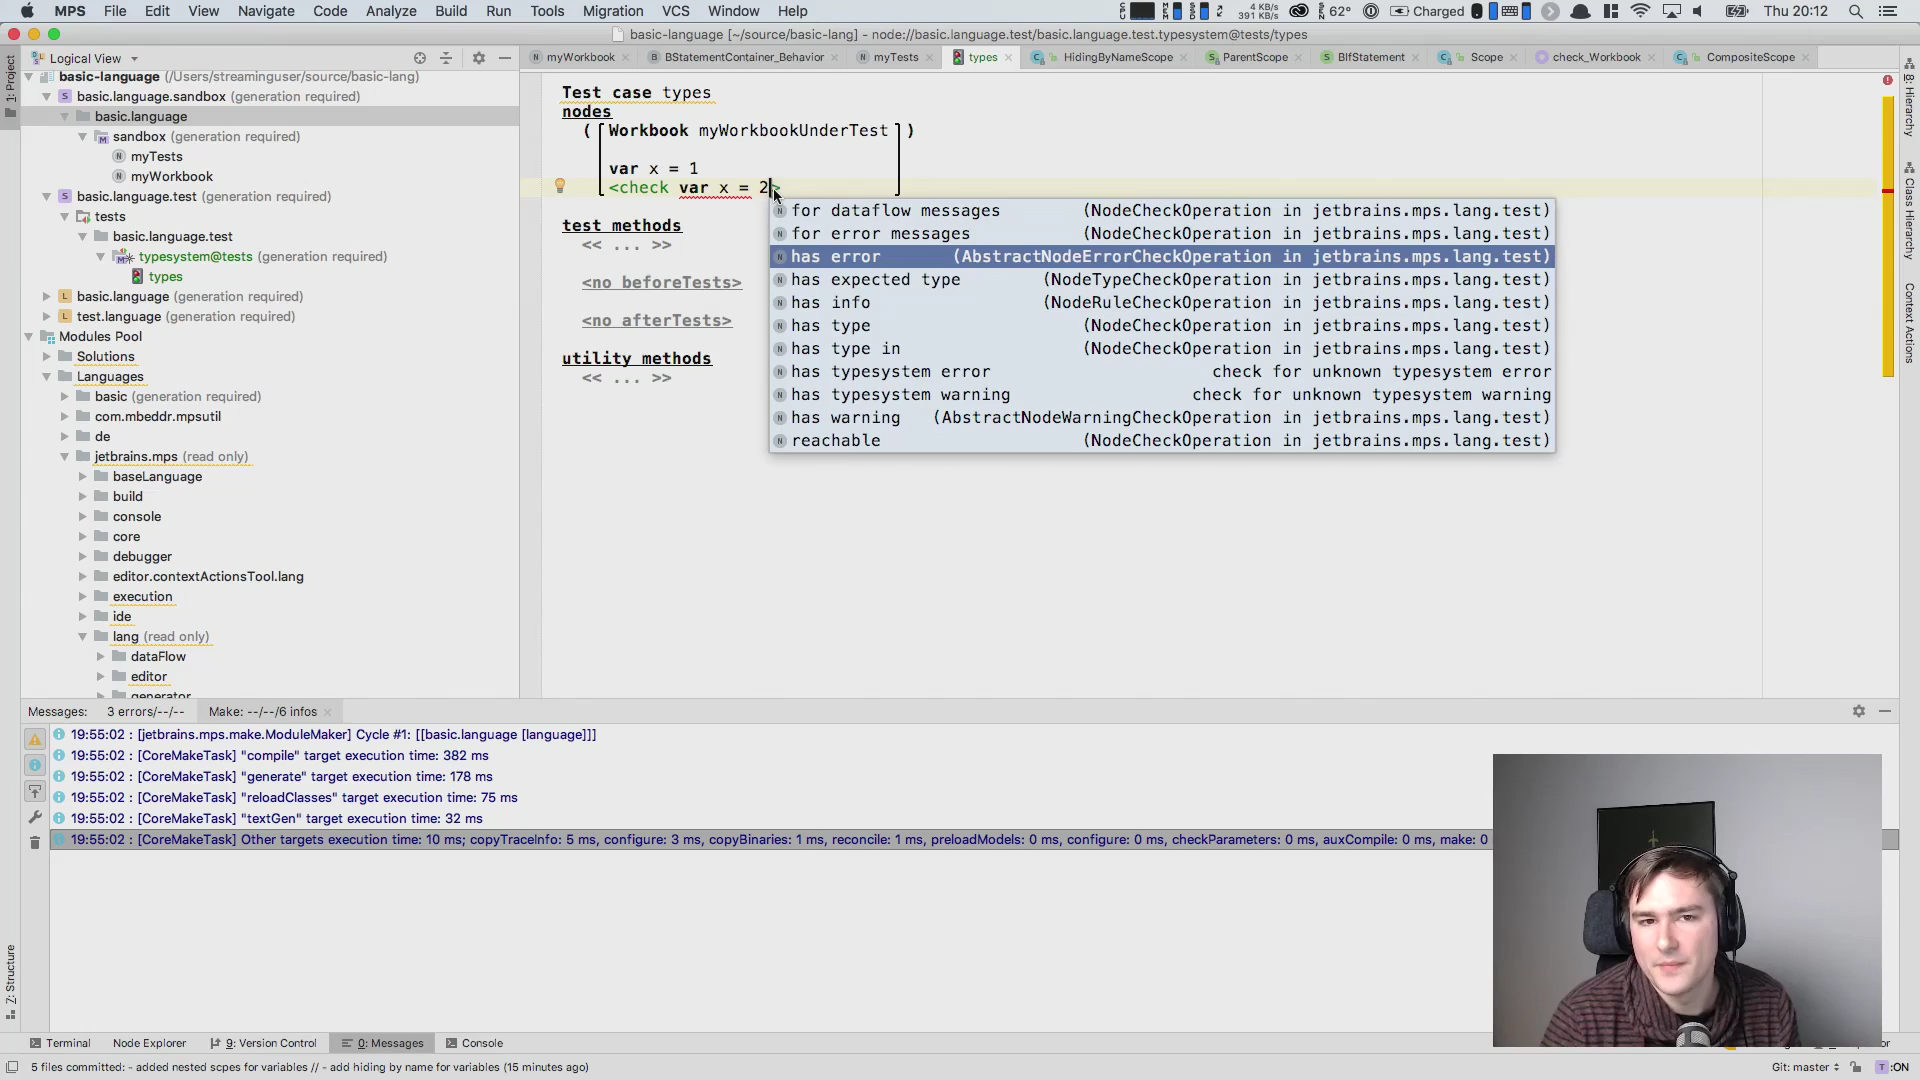 MPS File Edit View Navigate Code Analyze Build Run Tools Migration VCS Window Help
4 KB/s
391 KB/s
62° Charged Thu 20:12
basic-language [~/source/basic-lang] - node://basic.language.test/basic.language.test.typesystem@tests/types
1: Project
Logical View
myWorkbook BStatementContainer_Behavior myTests types HidingByNameScope ParentScope BIfStatement Scope check_Workbook CompositeScope
basic-language (/Users/streaminguser/source/basic-lang)
basic.language.sandbox (generation required)
basic.language
sandbox (generation required)
myTests
myWorkbook
basic.language.test (generation required)
tests
basic.language.test
typesystem@tests (generation required)
types
basic.language (generation required)
test.language (generation required)
Modules Pool
Solutions
Languages
basic (generation required)
com.mbeddr.mpsutil
de
jetbrains.mps (read only)
baseLanguage
build
console
core
debugger
editor.contextActionsTool.lang
execution
ide
lang (read only)
dataFlow
editor
generator
Test case types
nodes
( [ Workbook myWorkbookUnderTest ] )
var x = 1
<check var x = 2>
test methods
<< ... >>
<no beforeTests>
<no afterTests>
utility methods
<< ... >>
for dataflow messages (NodeCheckOperation in jetbrains.mps.lang.test)
for error messages (NodeCheckOperation in jetbrains.mps.lang.test)
has error (AbstractNodeErrorCheckOperation in jetbrains.mps.lang.test)
has expected type (NodeTypeCheckOperation in jetbrains.mps.lang.test)
has info (NodeRuleCheckOperation in jetbrains.mps.lang.test)
has type (NodeCheckOperation in jetbrains.mps.lang.test)
has type in (NodeCheckOperation in jetbrains.mps.lang.test)
has typesystem error check for unknown typesystem error
has typesystem warning check for unknown typesystem warning
has warning (AbstractNodeWarningCheckOperation in jetbrains.mps.lang.test)
reachable (NodeCheckOperation in jetbrains.mps.lang.test)
8: Hierarchy
Class Hierarchy
Context Actions
Messages: 3 errors/--/-- Make: --/--/6 infos
19:55:02 : [jetbrains.mps.make.ModuleMaker] Cycle #1: [[basic.language [language]]]
19:55:02 : [CoreMakeTask] "compile" target execution time: 382 ms
19:55:02 : [CoreMakeTask] "generate" target execution time: 178 ms
19:55:02 : [CoreMakeTask] "reloadClasses" target execution time: 75 ms
19:55:02 : [CoreMakeTask] "textGen" target execution time: 32 ms
19:55:02 : [CoreMakeTask] Other targets execution time: 10 ms; copyTraceInfo: 5 ms, configure: 3 ms, copyBinaries: 1 ms, reconcile: 1 ms, preloadModels: 0 ms, configure: 0 ms, checkParameters: 0 ms, auxCompile: 0 ms, make: 0
Z: Structure
Terminal Node Explorer 9: Version Control 0: Messages Console
5 files committed: - added nested scpes for variables // - add hiding by name for variables (15 minutes ago)
Git: master T :ON